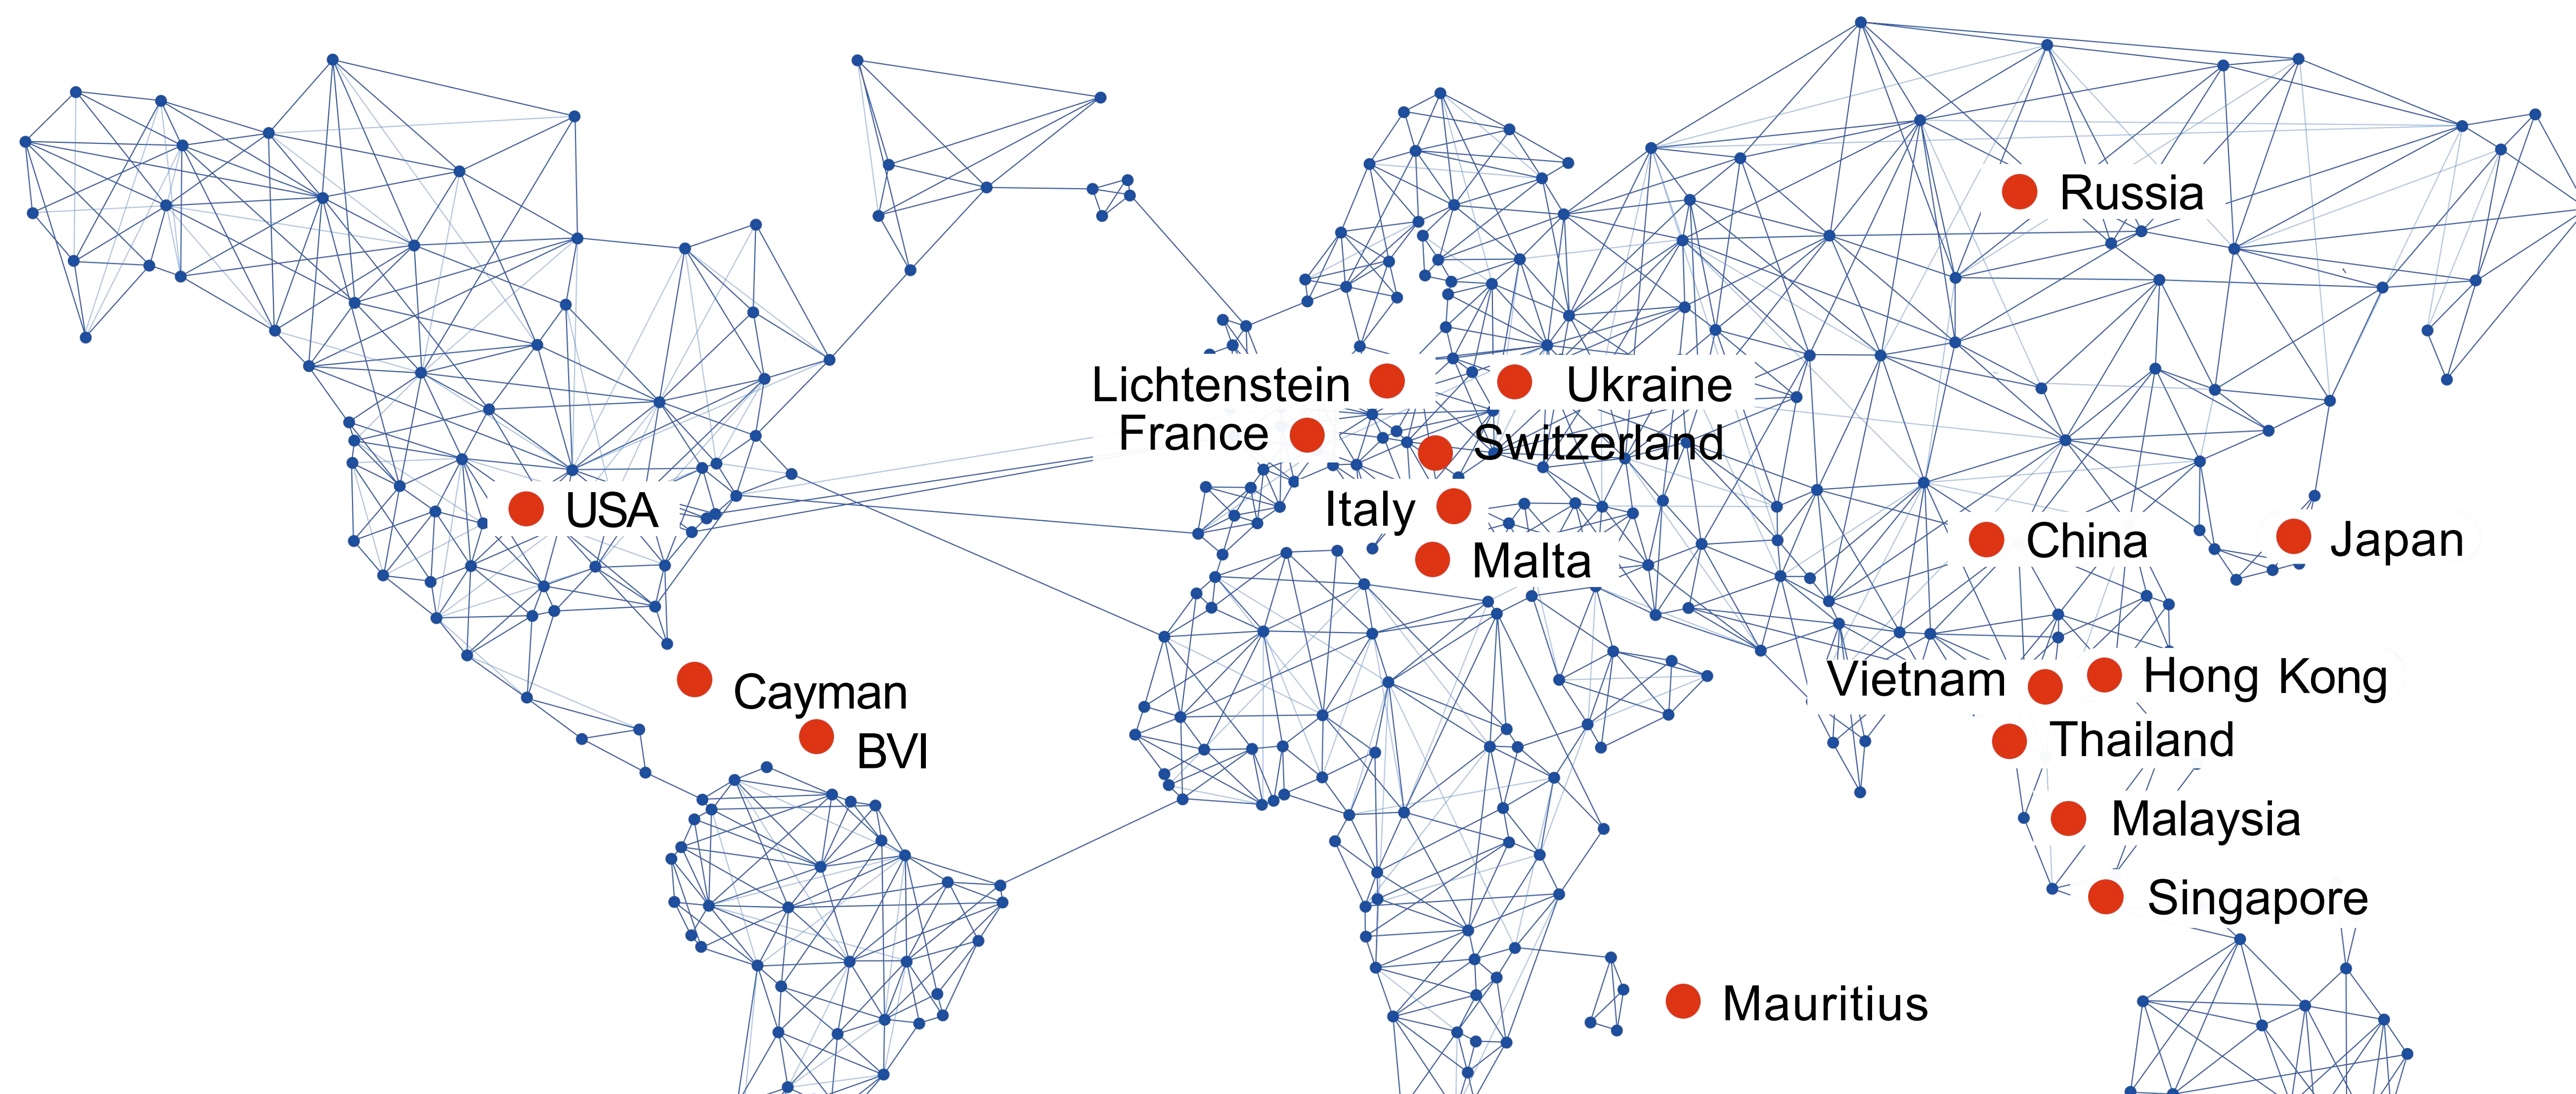 Russia
Lichtenstein
Ukraine
France
Switzerland
USA
Italy
China
Japan
Malta
Vietnam
Hong Kong
Cayman
Thailand
BVI
Malaysia
Singapore
Mauritius